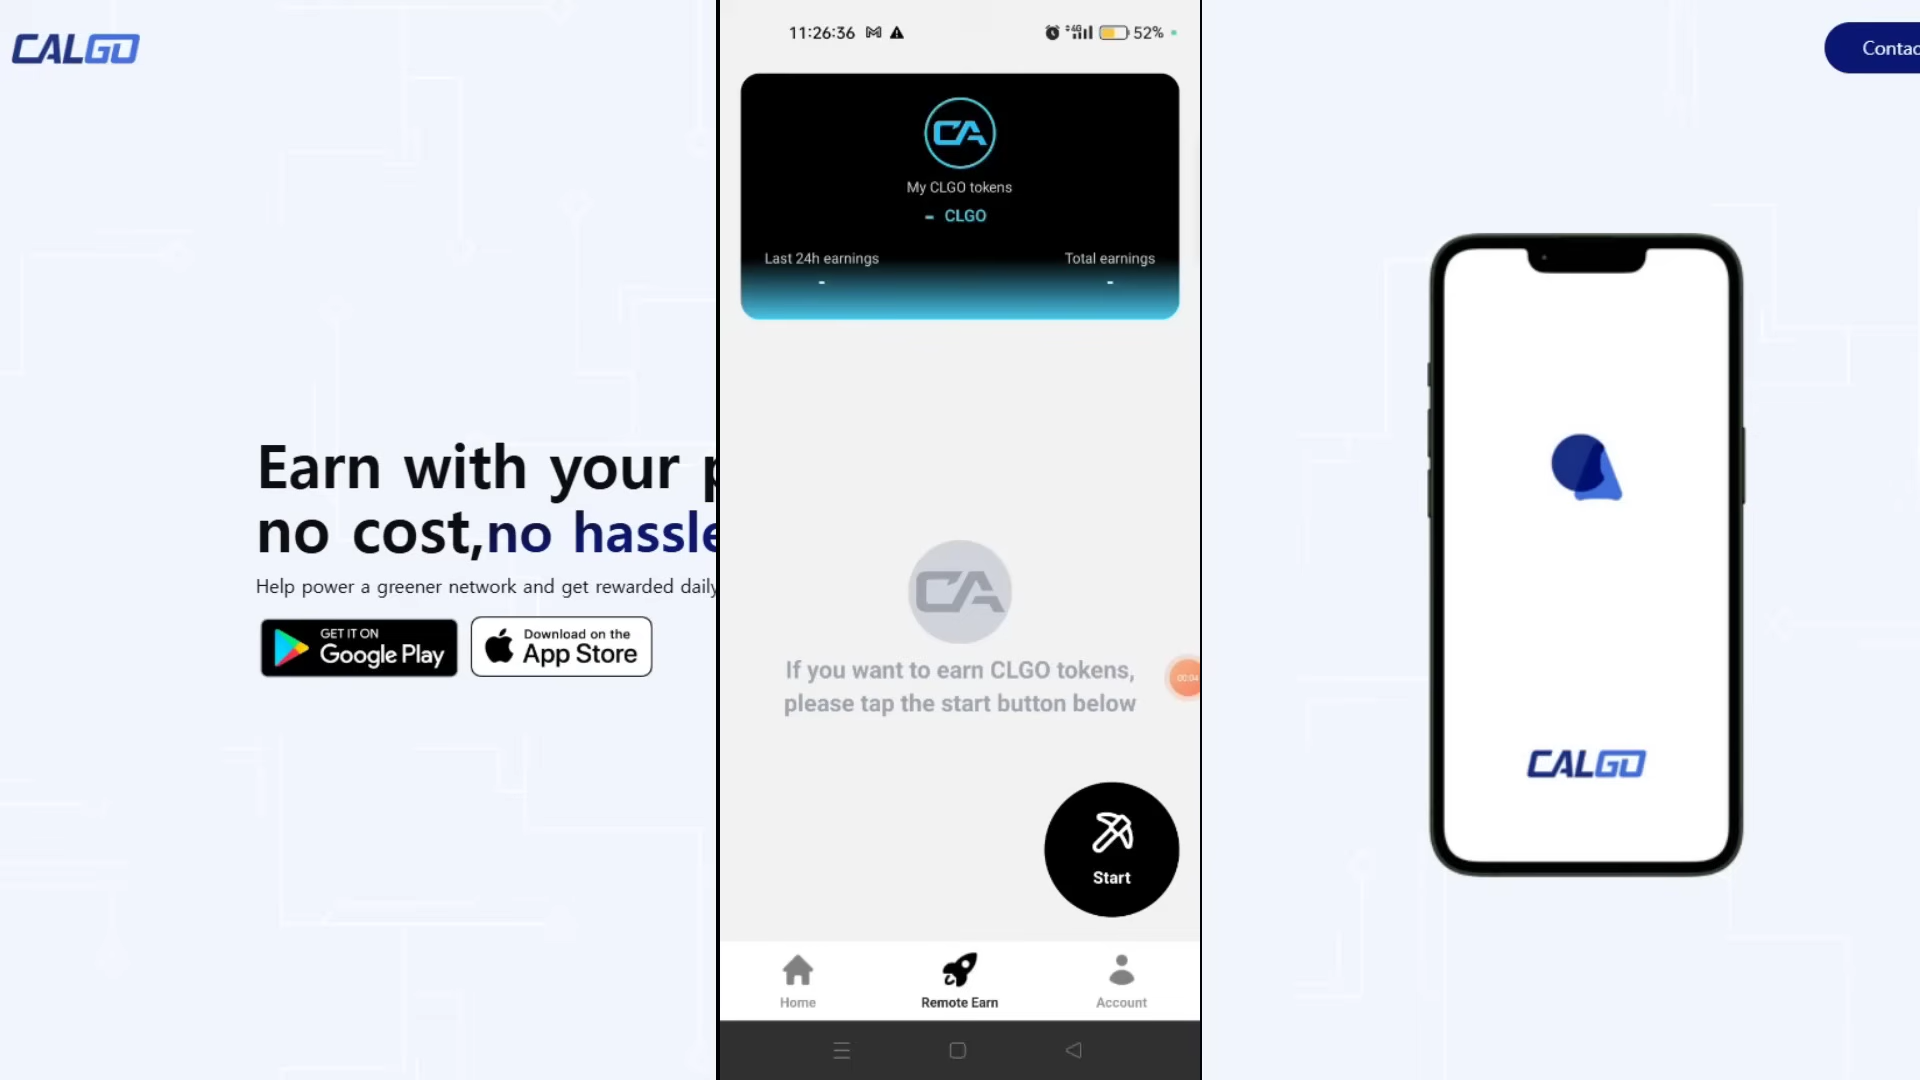 CALGO
Contac
Earn with your p
no cost,no hassle
Help power a greener network and get rewarded daily
GET IT ON
Google Play
Download on the
App Store
11:26:36
4G
52%
CA
My CLGO tokens
- CLGO
Last 24h earnings
Total earnings
-
-
CA
If you want to earn CLGO tokens,
please tap the start button below
00:04
Start
Home
Remote Earn
Account
CALGO